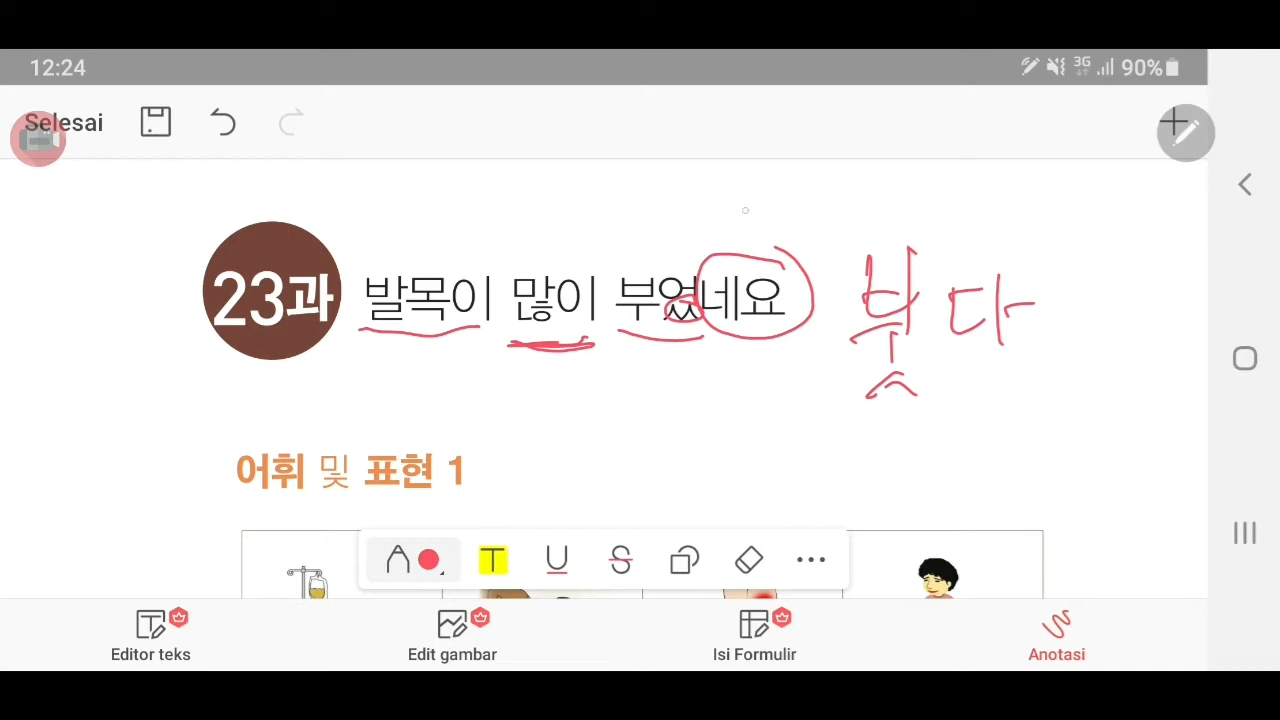 12:24 3G 90%
Selesai
23과 발목이 많이 부었네요 붓다
어휘 및 표현 1
Editor teks Edit gambar Isi Formulir Anotasi